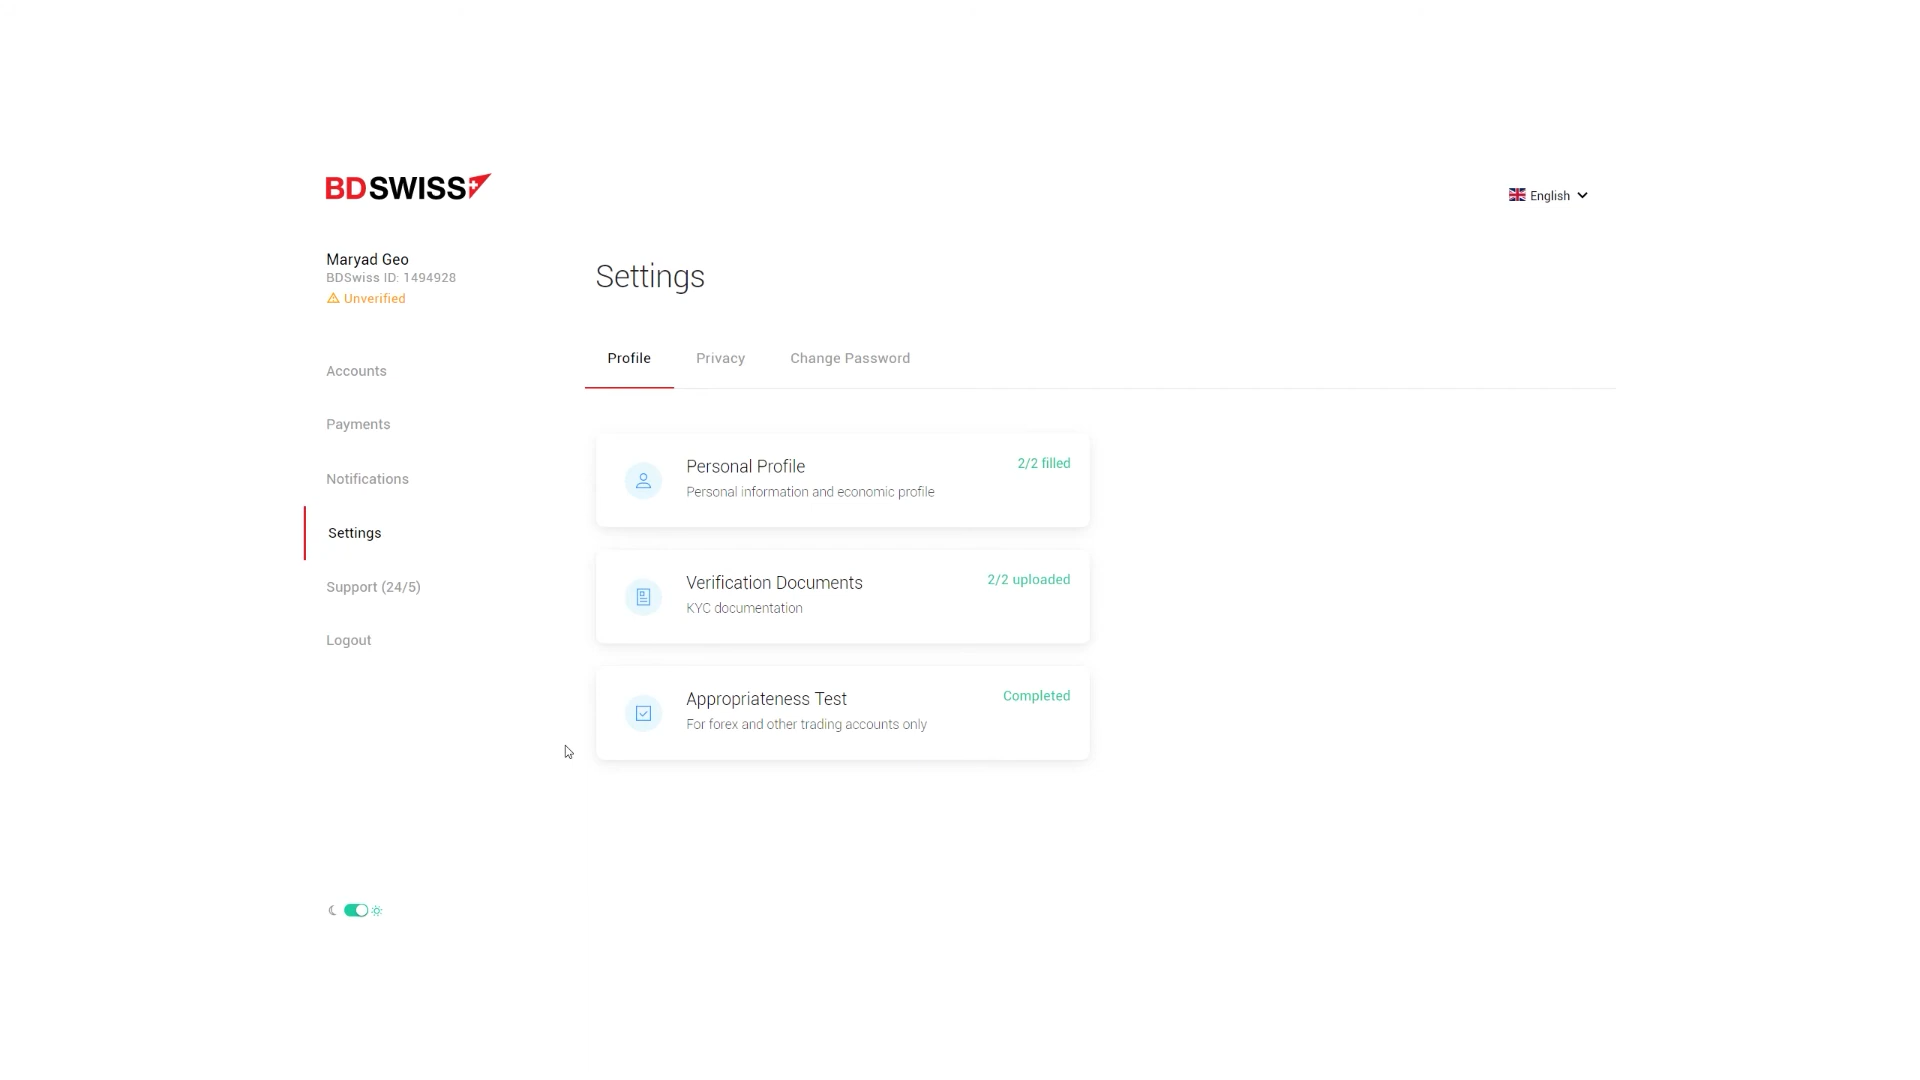 BDSWISS
English
Maryad Geo
BDSwiss ID: 1494928
Unverified
Accounts
Payments
Notifications
Settings
Support (24/5)
Logout
Settings
Profile Privacy Change Password
Personal Profile 2/2 filled
Personal information and economic profile
Verification Documents 2/2 uploaded
KYC documentation
Appropriateness Test Completed
For forex and other trading accounts only